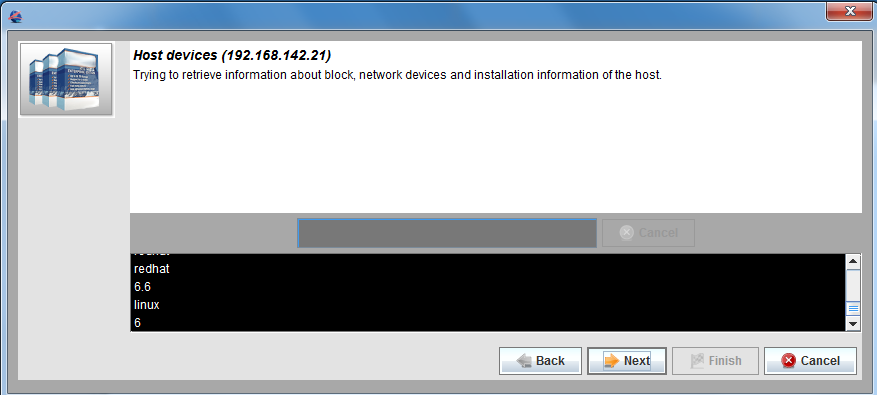 Host devices (192.168.142.21)
Trying to retrieve information about block, network devices and installation information of the host.
Cancel
redhat
redhat
6.6
linux
6
Back
Next
Finish
Cancel